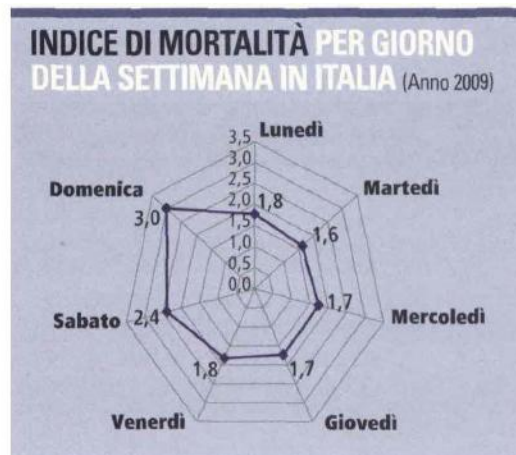 INDICE DI MORTALITÀ PER GIORNO
DELLA SETTIMANA IN ITALIA (Anno 2009)
Lunedì
Martedì
Mercoledì
Giovedì
Venerdì
Sabato
Domenica
3,5
3,0
2,5
2,0
1,5
1,0
0,5
0,0
1,8
1,6
1,7
1,7
1,8
2,4
3,0